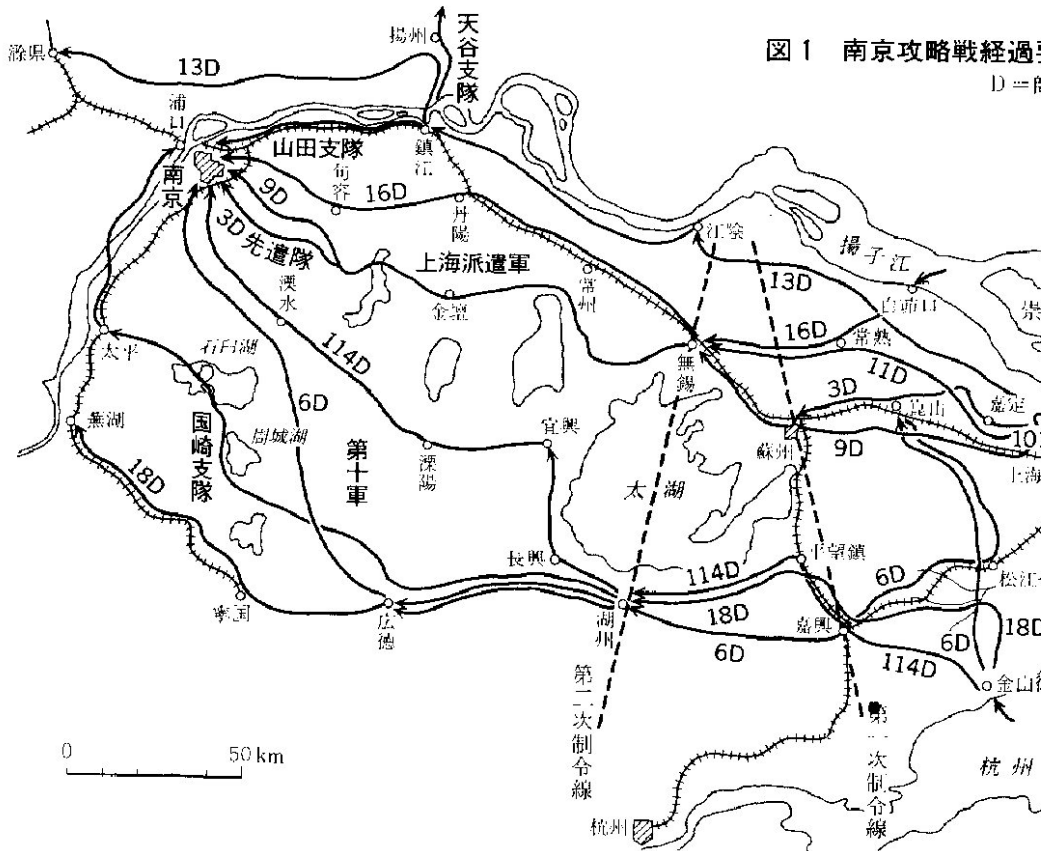 図1 南京攻略戦経過
D=
滁県
13D
揚州
天谷支隊
浦口
南京
山田支隊
鎮江
9D
句容
16D
丹陽
3D先遣隊
溧水
上海派遣軍
金壇
常州
江陰
揚子江
白茆口
崇
13D
16D
常熟
11D
無錫
3D
崑山
嘉定
10
上海
9D
蘇州
太平
石臼湖
114D
6D
蕪湖
国崎支隊
固城湖
第十軍
溧陽
宜興
太湖
18D
長興
平望鎮
114D
6D
松江
寧国
広徳
湖州
18D
嘉興
6D
18D
6D
114D
金山
第二次制令線
第一次制令線
杭州
0 50km
杭州